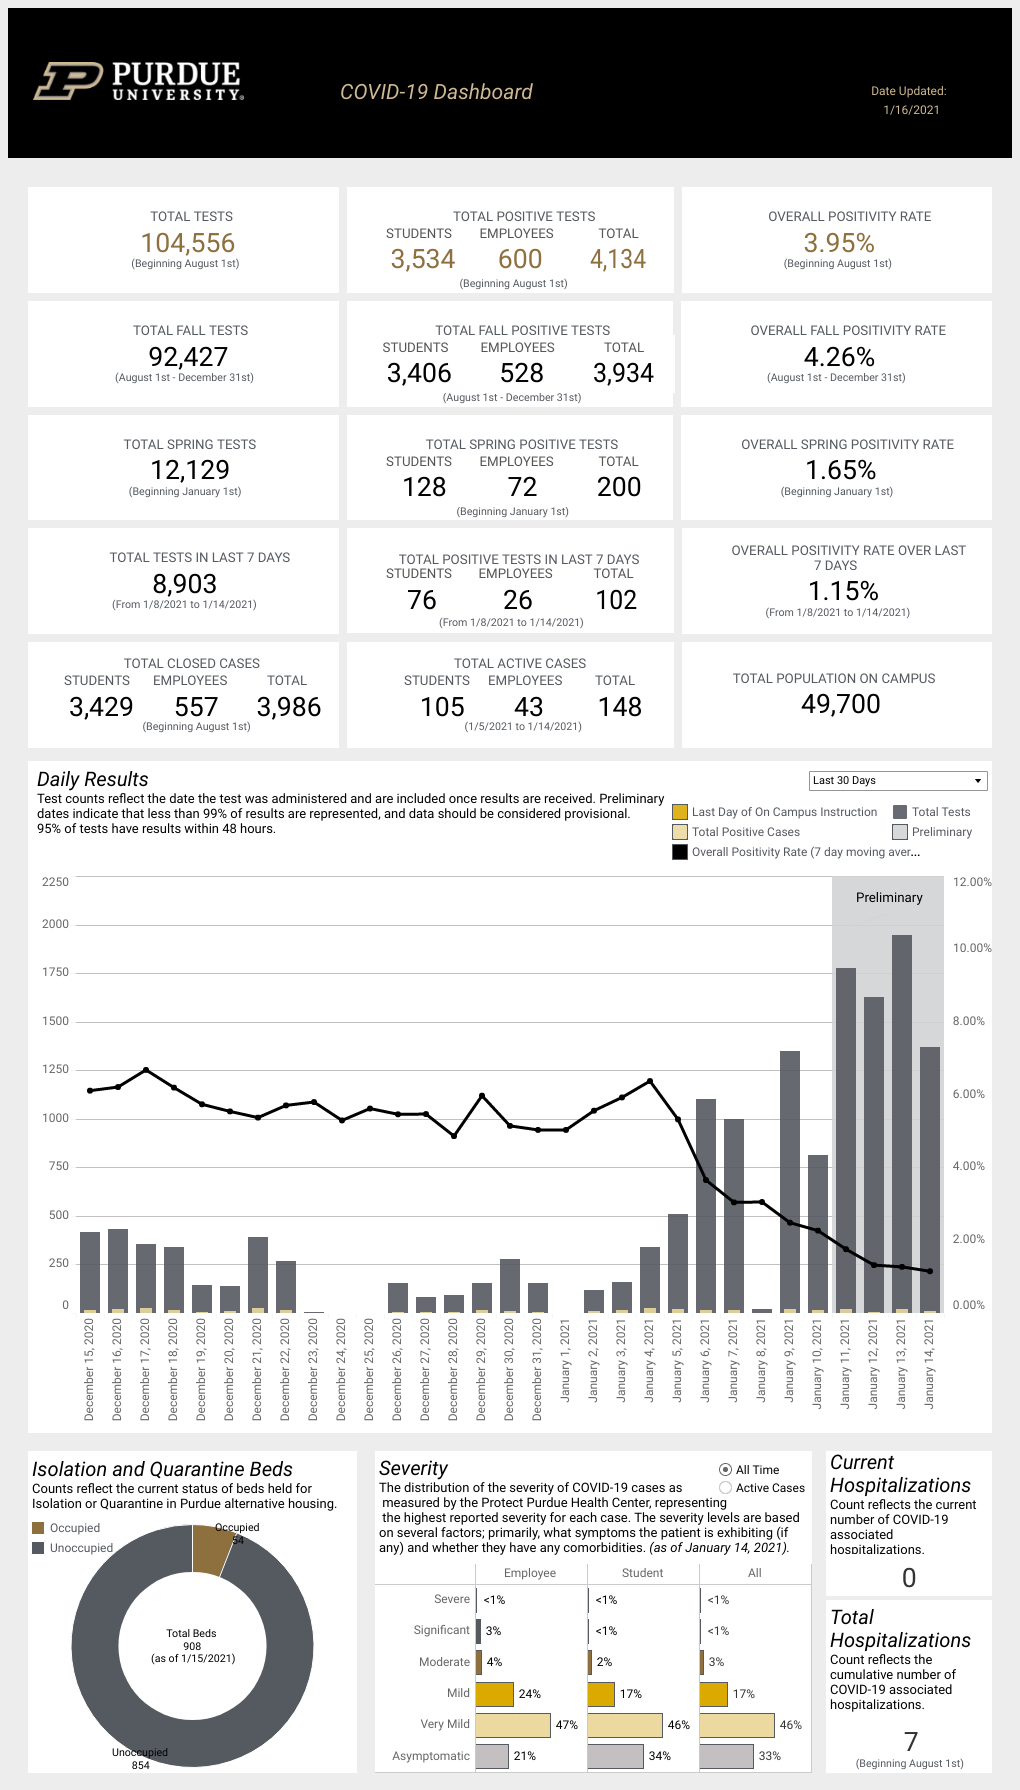 PURDUE
UNIVERSITY®
COVID-19 Dashboard
Date Updated:
1/16/2021
TOTAL TESTS
104,556
(Beginning August 1st)
TOTAL POSITIVE TESTS
STUDENTS EMPLOYEES TOTAL
3,534 600 4,134
(Beginning August 1st)
OVERALL POSITIVITY RATE
3.95%
(Beginning August 1st)
TOTAL FALL TESTS
92,427
(August 1st - December 31st)
TOTAL FALL POSITIVE TESTS
STUDENTS EMPLOYEES TOTAL
3,406 528 3,934
(August 1st - December 31st)
OVERALL FALL POSITIVITY RATE
4.26%
(August 1st - December 31st)
TOTAL SPRING TESTS
12,129
(Beginning January 1st)
TOTAL SPRING POSITIVE TESTS
STUDENTS EMPLOYEES TOTAL
128 72 200
(Beginning January 1st)
OVERALL SPRING POSITIVITY RATE
1.65%
(Beginning January 1st)
TOTAL TESTS IN LAST 7 DAYS
8,903
(From 1/8/2021 to 1/14/2021)
TOTAL POSITIVE TESTS IN LAST 7 DAYS
STUDENTS EMPLOYEES TOTAL
76 26 102
(From 1/8/2021 to 1/14/2021)
OVERALL POSITIVITY RATE OVER LAST
7 DAYS
1.15%
(From 1/8/2021 to 1/14/2021)
TOTAL CLOSED CASES
STUDENTS EMPLOYEES TOTAL
3,429 557 3,986
(Beginning August 1st)
TOTAL ACTIVE CASES
STUDENTS EMPLOYEES TOTAL
105 43 148
(1/5/2021 to 1/14/2021)
TOTAL POPULATION ON CAMPUS
49,700
Daily Results
Test counts reflect the date the test was administered and are included once results are received. Preliminary
dates indicate that less than 99% of results are represented, and data should be considered provisional.
95% of tests have results within 48 hours.
Last 30 Days
Last Day of On Campus Instruction
Total Tests
Total Positive Cases
Preliminary
Overall Positivity Rate (7 day moving aver...
2250
2000
1750
1500
1250
1000
750
500
250
0
Preliminary
12.00%
10.00%
8.00%
6.00%
4.00%
2.00%
0.00%
December 15, 2020
December 16, 2020
December 17, 2020
December 18, 2020
December 19, 2020
December 20, 2020
December 21, 2020
December 22, 2020
December 23, 2020
December 24, 2020
December 25, 2020
December 26, 2020
December 27, 2020
December 28, 2020
December 29, 2020
December 30, 2020
December 31, 2020
January 1, 2021
January 2, 2021
January 3, 2021
January 4, 2021
January 5, 2021
January 6, 2021
January 7, 2021
January 8, 2021
January 9, 2021
January 10, 2021
January 11, 2021
January 12, 2021
January 13, 2021
January 14, 2021
Isolation and Quarantine Beds
Counts reflect the current status of beds held for
Isolation or Quarantine in Purdue alternative housing.
Occupied
Unoccupied
Occupied
54
Total Beds
908
(as of 1/15/2021)
Unoccupied
854
Severity
All Time
Active Cases
The distribution of the severity of COVID-19 cases as
measured by the Protect Purdue Health Center, representing
the highest reported severity for each case. The severity levels are based
on several factors; primarily, what symptoms the patient is exhibiting (if
any) and whether they have any comorbidities. (as of January 14, 2021).
Employee Student All
Severe <1% <1% <1%
Significant 3% <1% <1%
Moderate 4% 2% 3%
Mild 24% 17% 17%
Very Mild 47% 46% 46%
Asymptomatic 21% 34% 33%
Current
Hospitalizations
Count reflects the current
number of COVID-19
associated
hospitalizations.
0
Total
Hospitalizations
Count reflects the
cumulative number of
COVID-19 associated
hospitalizations.
7
(Beginning August 1st)